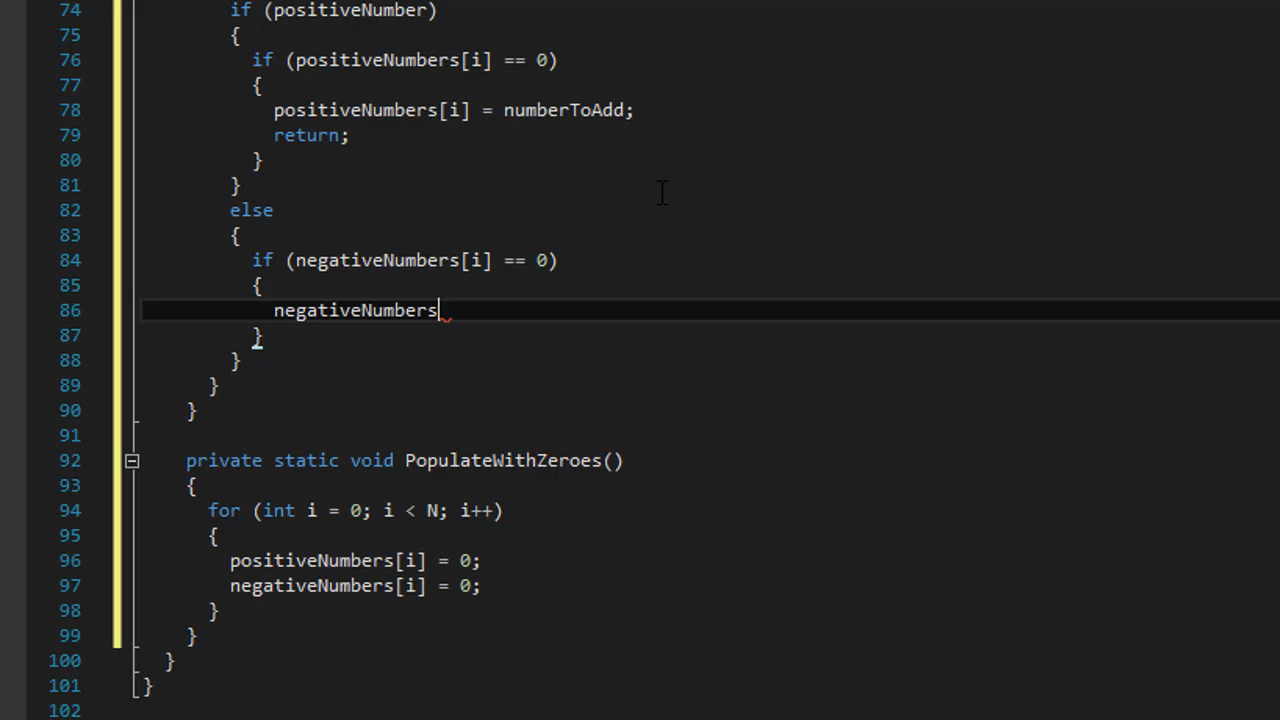 74 if (positiveNumber)
75 {
76 if (positiveNumbers[i] == 0)
77 {
78 positiveNumbers[i] = numberToAdd;
79 return;
80 }
81 }
82 else
83 {
84 if (negativeNumbers[i] == 0)
85 {
86 negativeNumbers
87 }
88 }
89 }
90 }
91
92 private static void PopulateWithZeroes()
93 {
94 for (int i = 0; i < N; i++)
95 {
96 positiveNumbers[i] = 0;
97 negativeNumbers[i] = 0;
98 }
99 }
100 }
101 }
102